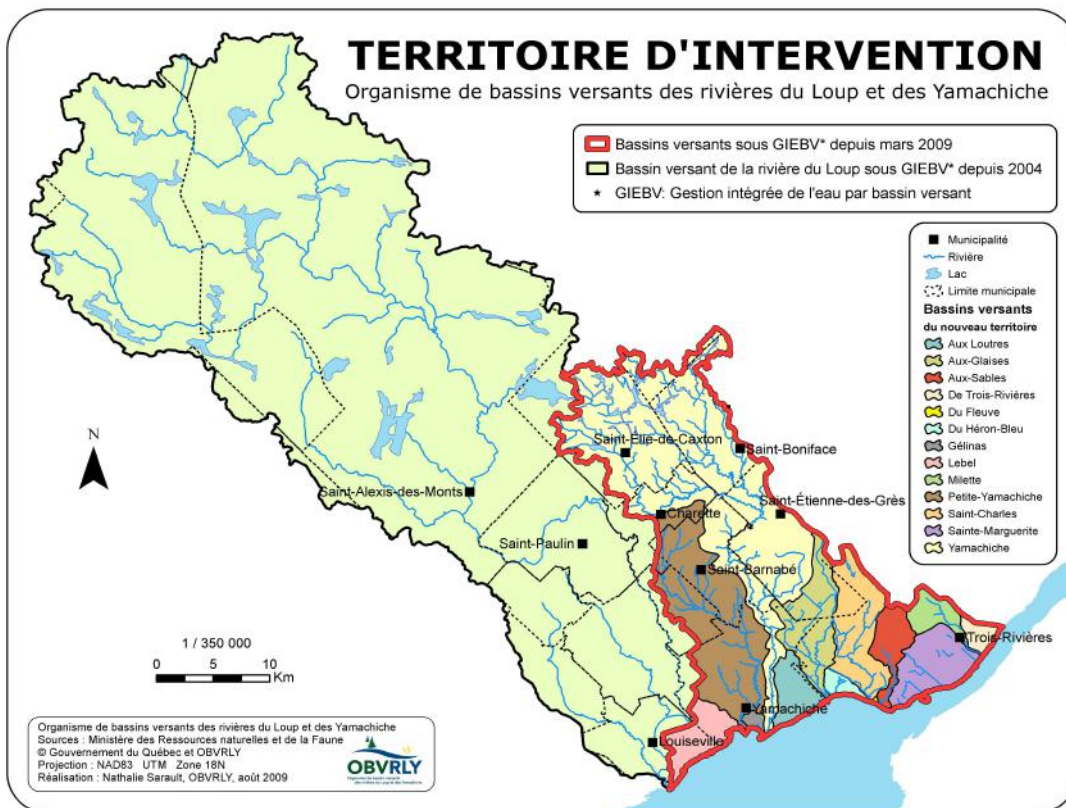 TERRITOIRE D'INTERVENTION
Organisme de bassins versants des rivières du Loup et des Yamachiche
Bassins versants sous GIEBV* depuis mars 2009
Bassin versant de la rivière du Loup sous GIEBV* depuis 2004
* GIEBV: Gestion intégrée de l'eau par bassin versant
Municipalité
Rivière
Lac
Limite municipale
Bassins versants
du nouveau territoire
Aux Loutres
Aux-Glaises
Aux-Sables
De Trois-Rivières
Du Fleuve
Du Héron-Bleu
Gélinas
Lebel
Milette
Petite-Yamachiche
Saint-Charles
Sainte-Marguerite
Yamachiche
N
Saint-Élie-de-Caxton
Saint-Boniface
Saint-Alexis-des-Monts
Charette
Saint-Étienne-des-Grès
Saint-Paulin
Saint-Barnabé
Trois-Rivières
Yamachiche
Louiseville
1 / 350 000
0 5 10
Km
Organisme de bassins versants des rivières du Loup et des Yamachiche
Sources : Ministère des Ressources naturelles et de la Faune
© Gouvernement du Québec et OBVRLY
Projection : NAD83 UTM Zone 18N
Réalisation : Nathalie Sarault, OBVRLY, août 2009
OBVRLY